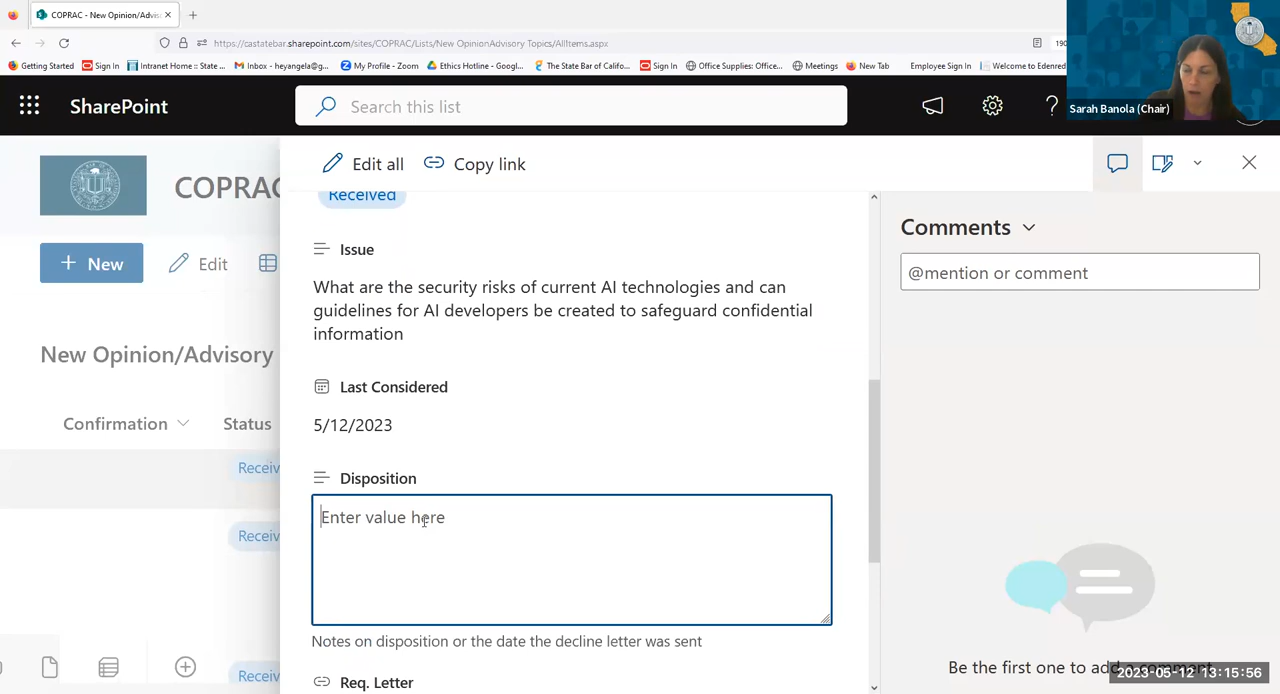 COPRAC - New Opinion/Advis
https://castatebar.sharepoint.com/sites/COPRAC/Lists/New OpinionAdvisory Topics/AllItems.aspx
190
Getting Started
Sign In
Intranet Home :: State ...
Inbox - heyangela@g...
My Profile - Zoom
Ethics Hotline - Googl...
The State Bar of Califo...
Sign In
Office Supplies: Office...
Meetings
New Tab
Employee Sign In
Welcome to Edenred
Sarah Banola (Chair)
SharePoint
Search this list
?
Edit all
Copy link
COPRAC
Received
Comments
New
Edit
Issue
@mention or comment
What are the security risks of current AI technologies and can
guidelines for AI developers be created to safeguard confidential
information
New Opinion/Advisory
Last Considered
Confirmation
Status
5/12/2023
Receiv
Disposition
Enter value here
Receiv
Notes on disposition or the date the decline letter was sent
Be the first one to add a comment
2023-05-12 13:15:56
Receiv
Req. Letter